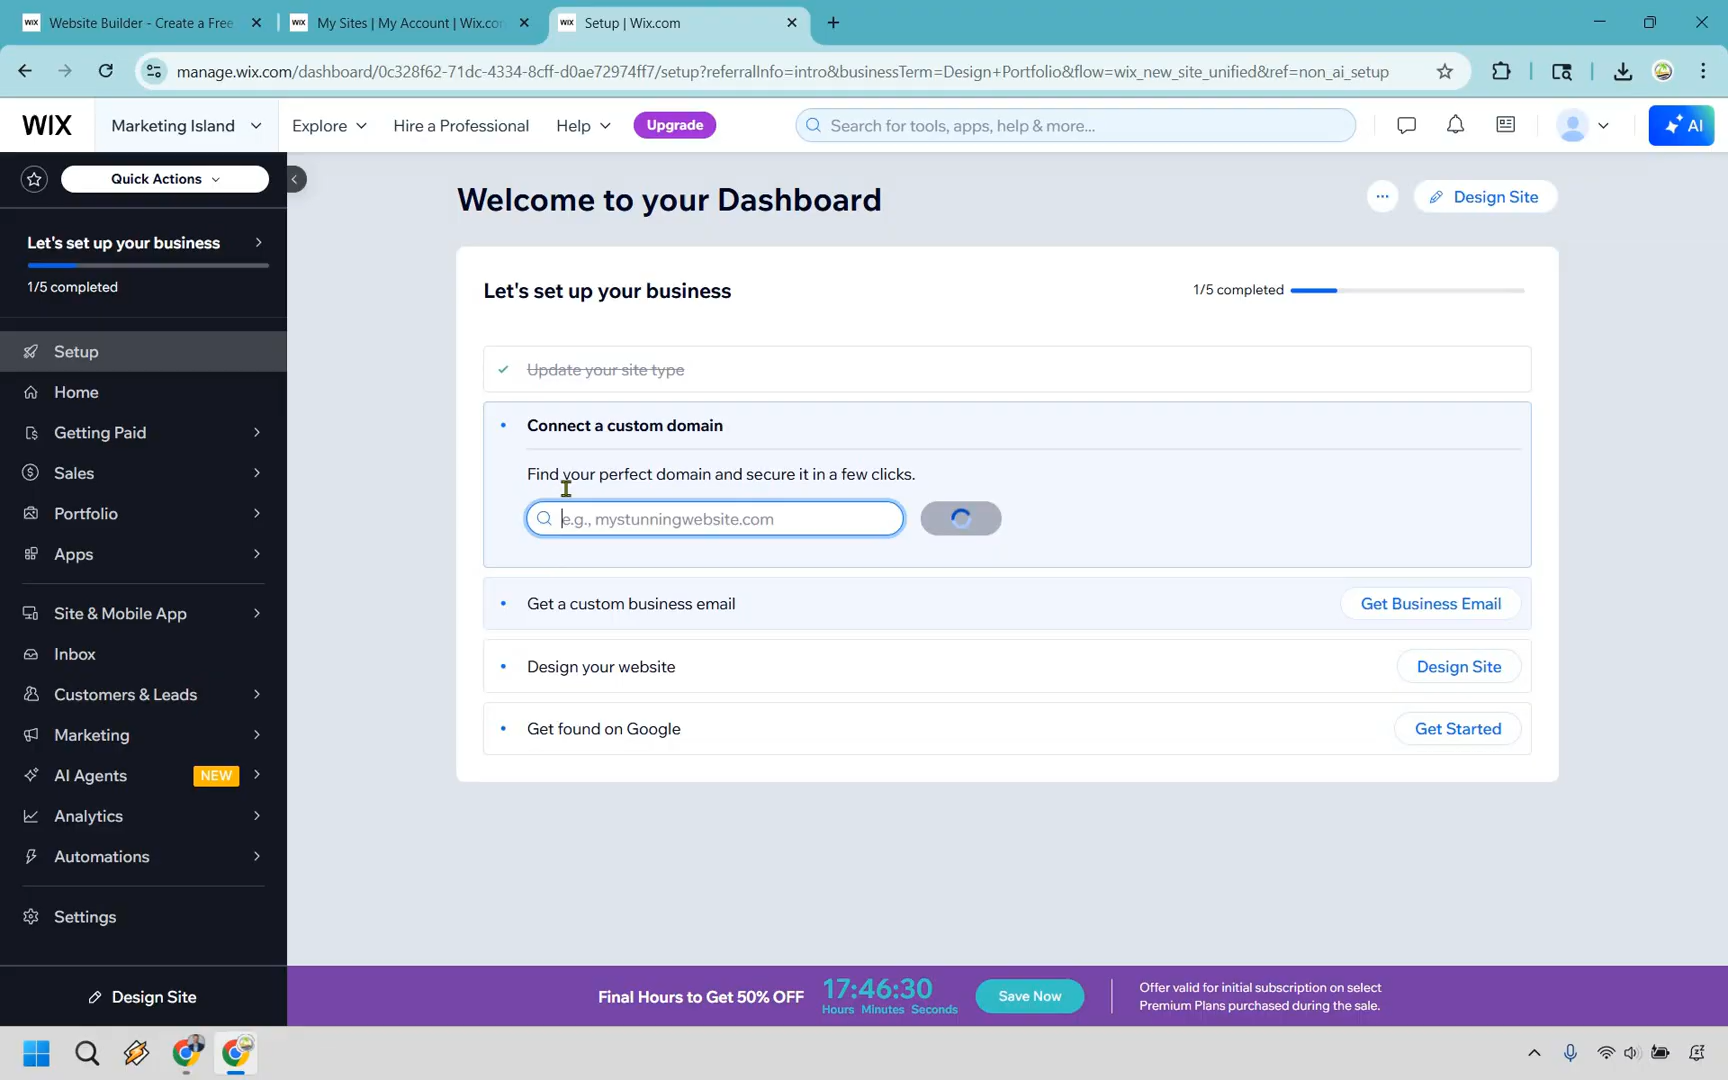 WIX Website Builder - Create a Free
WIX My Sites | My Account | Wix.co
WIX Setup | Wix.com
manage.wix.com/dashboard/0c328f62-71dc-4334-8cff-d0ae72974ff7/setup?referralInfo=intro&businessTerm=Design+Portfolio&flow=wix_new_site_unified&ref=non_ai_setup
WIX Marketing Island Explore Hire a Professional Help Upgrade Search for tools, apps, help & more... AI
Quick Actions
Let's set up your business
1/5 completed
Setup
Home
Getting Paid
Sales
Portfolio
Apps
Site & Mobile App
Inbox
Customers & Leads
Marketing
AI Agents NEW
Analytics
Automations
Settings
Design Site
Welcome to your Dashboard
Design Site
Let's set up your business
1/5 completed
Update your site type
Connect a custom domain
Find your perfect domain and secure it in a few clicks.
e.g., mystunningwebsite.com
Get a custom business email Get Business Email
Design your website Design Site
Get found on Google Get Started
Final Hours to Get 50% OFF
17:46:30
Hours Minutes Seconds
Save Now
Offer valid for initial subscription on select
Premium Plans purchased during the sale.